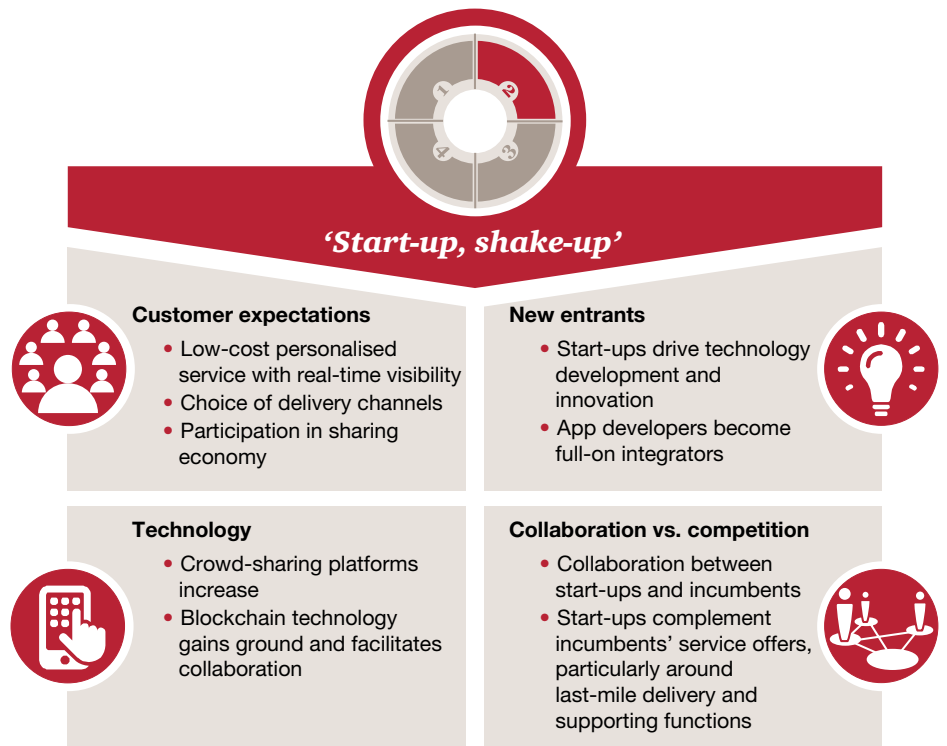 1
2
4
3
‘Start-up, shake-up’
Customer expectations
• Low-cost personalised
service with real-time visibility
• Choice of delivery channels
• Participation in sharing
economy
New entrants
• Start-ups drive technology
development and
innovation
• App developers become
full-on integrators
Technology
• Crowd-sharing platforms
increase
• Blockchain technology
gains ground and facilitates
collaboration
Collaboration vs. competition
• Collaboration between
start-ups and incumbents
• Start-ups complement
incumbents’ service offers,
particularly around
last-mile delivery and
supporting functions